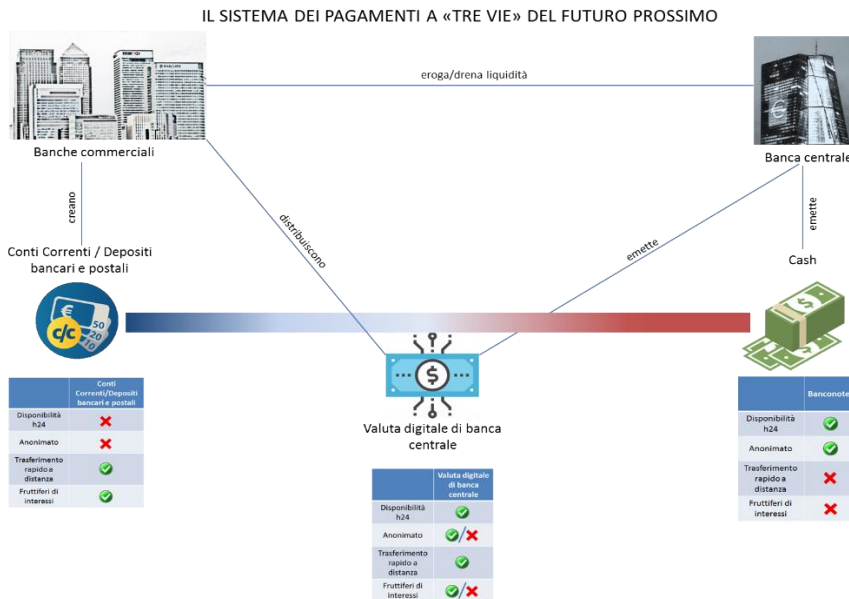 IL SISTEMA DEI PAGAMENTI A «TRE VIE» DEL FUTURO PROSSIMO
eroga/drena liquidità
Banche commerciali
Banca centrale
creano
distribuiscono
emette
emette
Conti Correnti / Depositi
bancari e postali
Cash
€
c/c
50
20
10
$
$
Valuta digitale di banca
centrale
Conti
Correnti/Depositi
bancari e postali
Disponibilità
h24
Anonimato
Trasferimento
rapido a
distanza
Fruttiferi di
interessi
Valuta digitale
di banca
centrale
Disponibilità
h24
Anonimato
/
Trasferimento
rapido a
distanza
Fruttiferi di
interessi
/
Banconote
Disponibilità
h24
Anonimato
Trasferimento
rapido a
distanza
Fruttiferi di
interessi